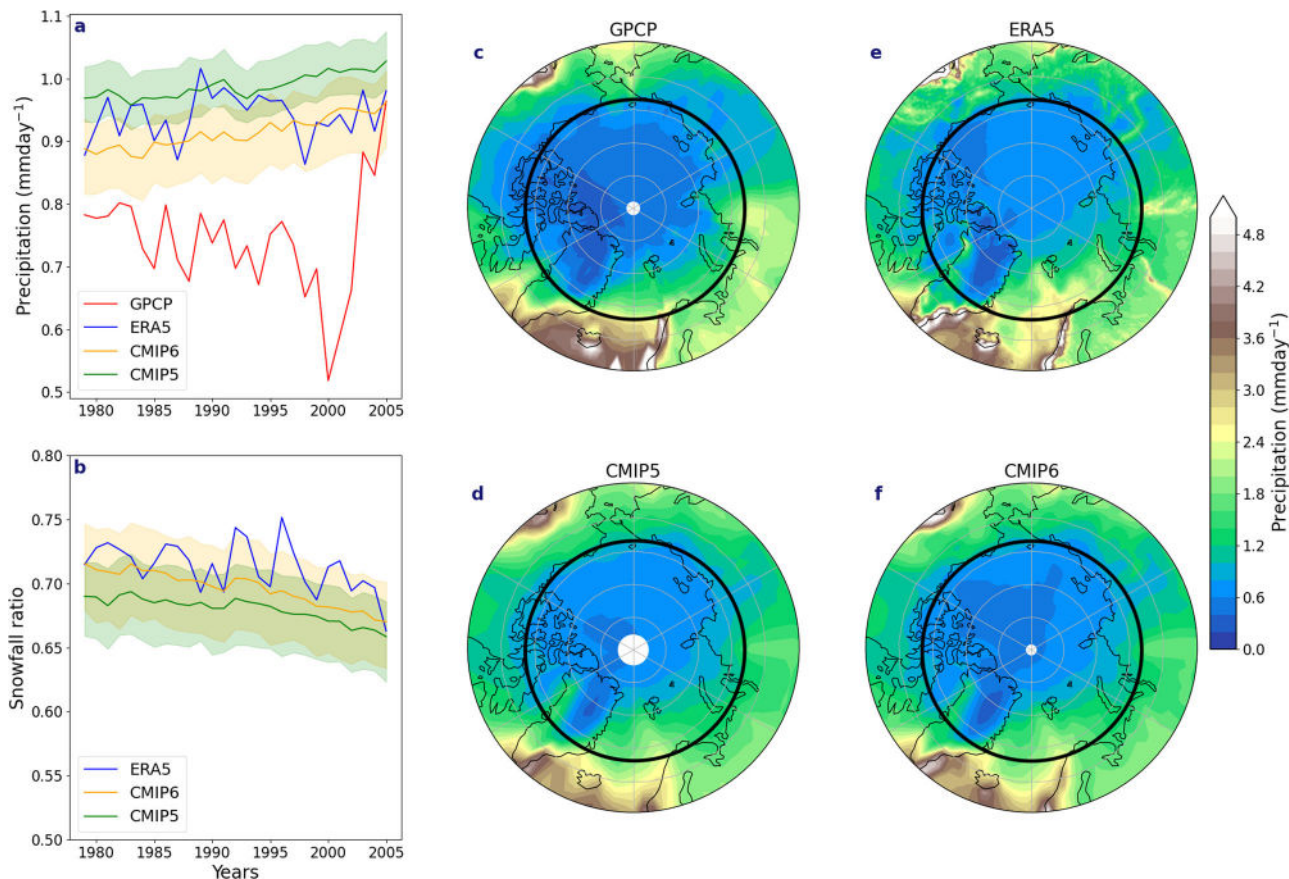 a
1.1
1.0
0.9
0.8
0.7
0.6
0.5
Precipitation (mmday⁻¹)
GPCP
ERA5
CMIP6
CMIP5
1980 1985 1990 1995 2000 2005
b
0.80
0.75
0.70
0.65
0.60
0.55
0.50
Snowfall ratio
ERA5
CMIP6
CMIP5
1980 1985 1990 1995 2000 2005
Years
c
GPCP
e
ERA5
d
CMIP5
f
CMIP6
4.8
4.2
3.6
3.0
2.4
1.8
1.2
0.6
0.0
Precipitation (mmday⁻¹)